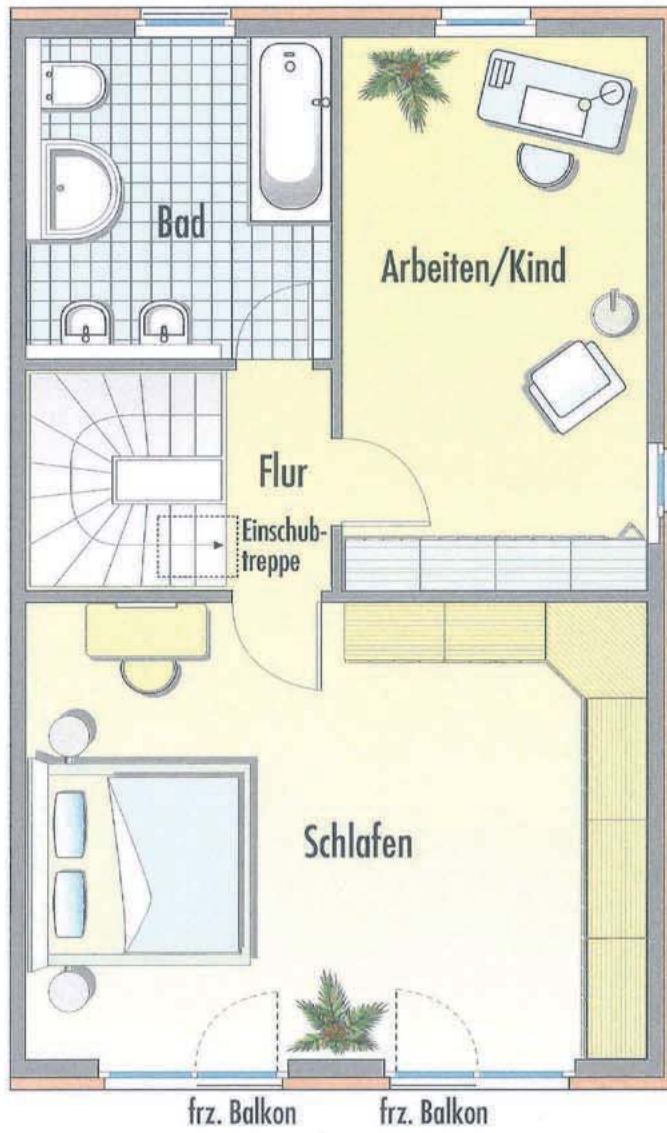 Bad
Arbeiten/Kind
Flur
Einschub-
treppe
Schlafen
frz. Balkon frz. Balkon